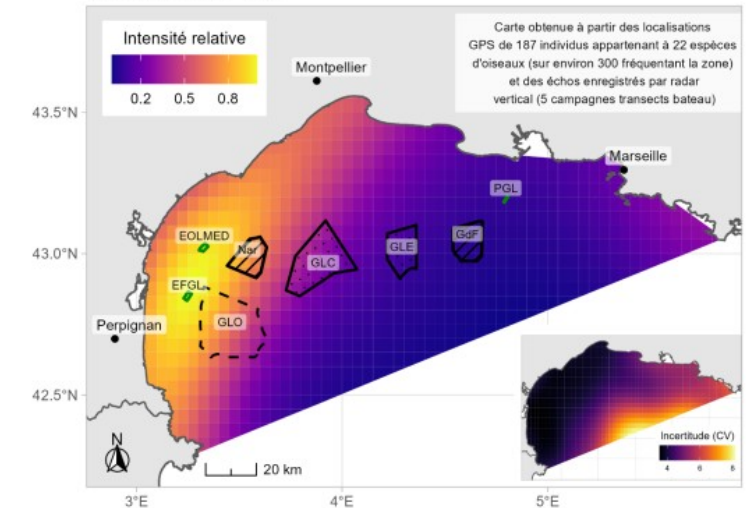 Intensité relative
0.2 0.5 0.8
Carte obtenue à partir des localisations
GPS de 187 individus appartenant à 22 espèces
d'oiseaux (sur environ 300 fréquentant la zone)
et des échos enregistrés par radar
vertical (5 campagnes transects bateau)
Montpellier
43.5°N
Marseille
PGL
EOLMED
Nar
GLC
GLE
GdF
43.0°N
EFGL
GLO
Perpignan
42.5°N
Incertitude (CV)
4 6 8
N
20 km
3°E 4°E 5°E